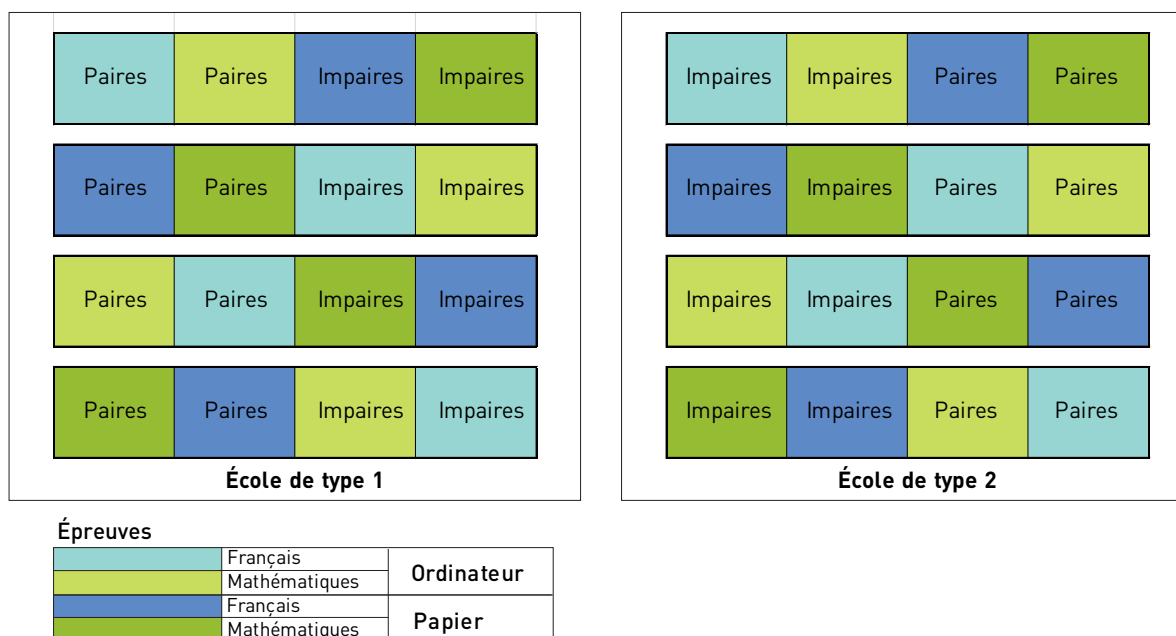 Paires Paires Impaires Impaires
Paires Paires Impaires Impaires
Paires Paires Impaires Impaires
Paires Paires Impaires Impaires
École de type 1
Impaires Impaires Paires Paires
Impaires Impaires Paires Paires
Impaires Impaires Paires Paires
Impaires Impaires Paires Paires
École de type 2
Épreuves
Français
Mathématiques
Ordinateur
Français
Mathématiques
Papier